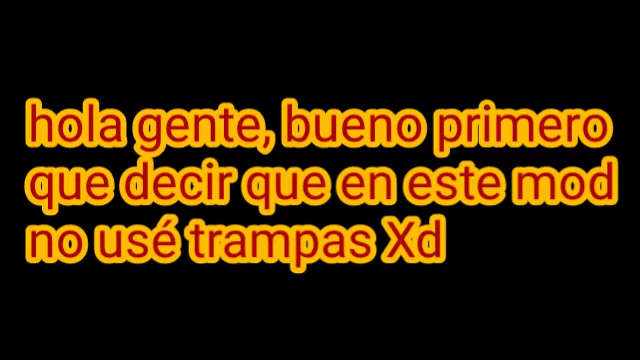 hola gente, bueno primero
que decir que en este mod
no usé trampas Xd